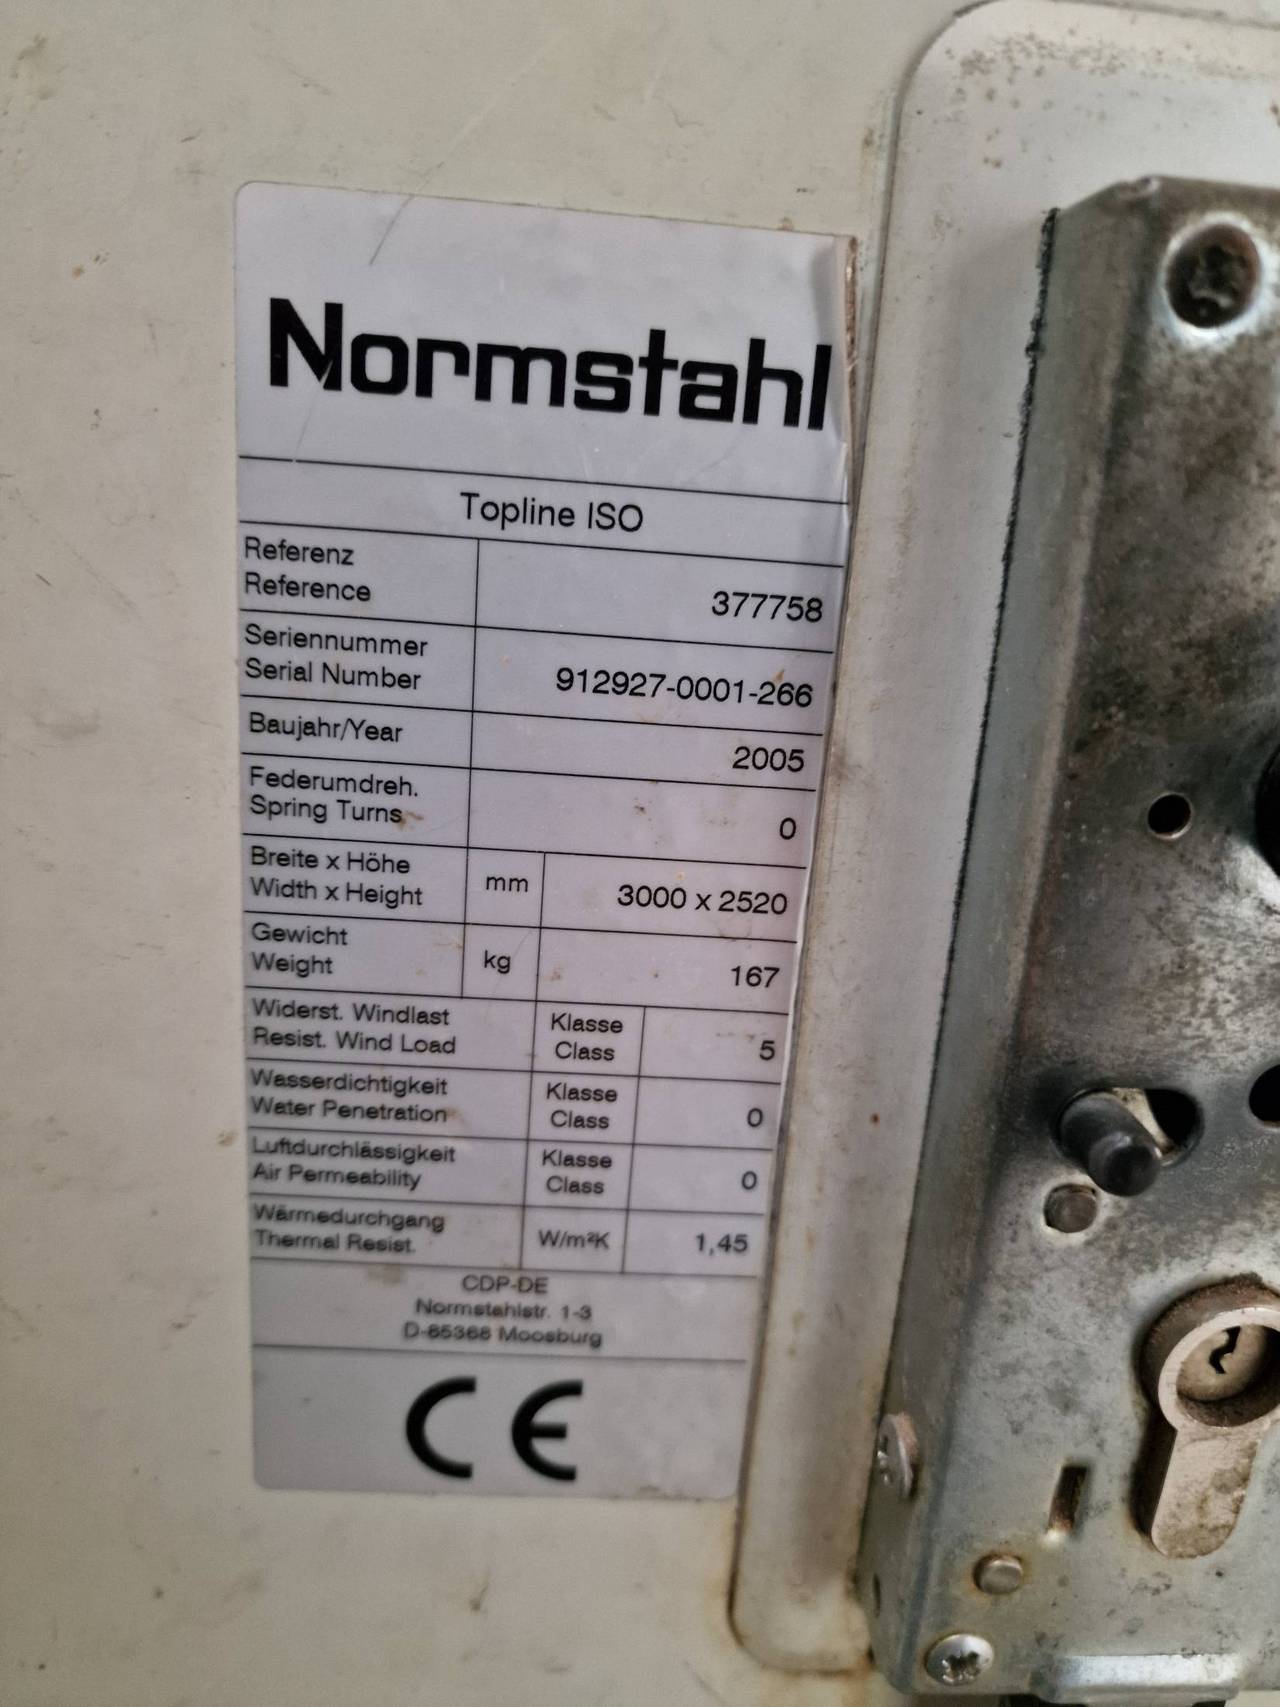 Normstahl
Topline ISO
Referenz
Reference
377758
Seriennummer
Serial Number
912927-0001-266
Baujahr/Year
2005
Federumdreh.
Spring Turns
0
Breite x Höhe
Width x Height
mm
3000 x 2520
Gewicht
Weight
kg
167
Widerst. Windlast
Resist. Wind Load
Klasse
Class
5
Wasserdichtigkeit
Water Penetration
Klasse
Class
0
Luftdurchlässigkeit
Air Permeability
Klasse
Class
0
Wärmedurchgang
Thermal Resist.
W/m²K
1,45
CDP-DE
Normstahlstr. 1-3
D-85368 Moosburg
CE